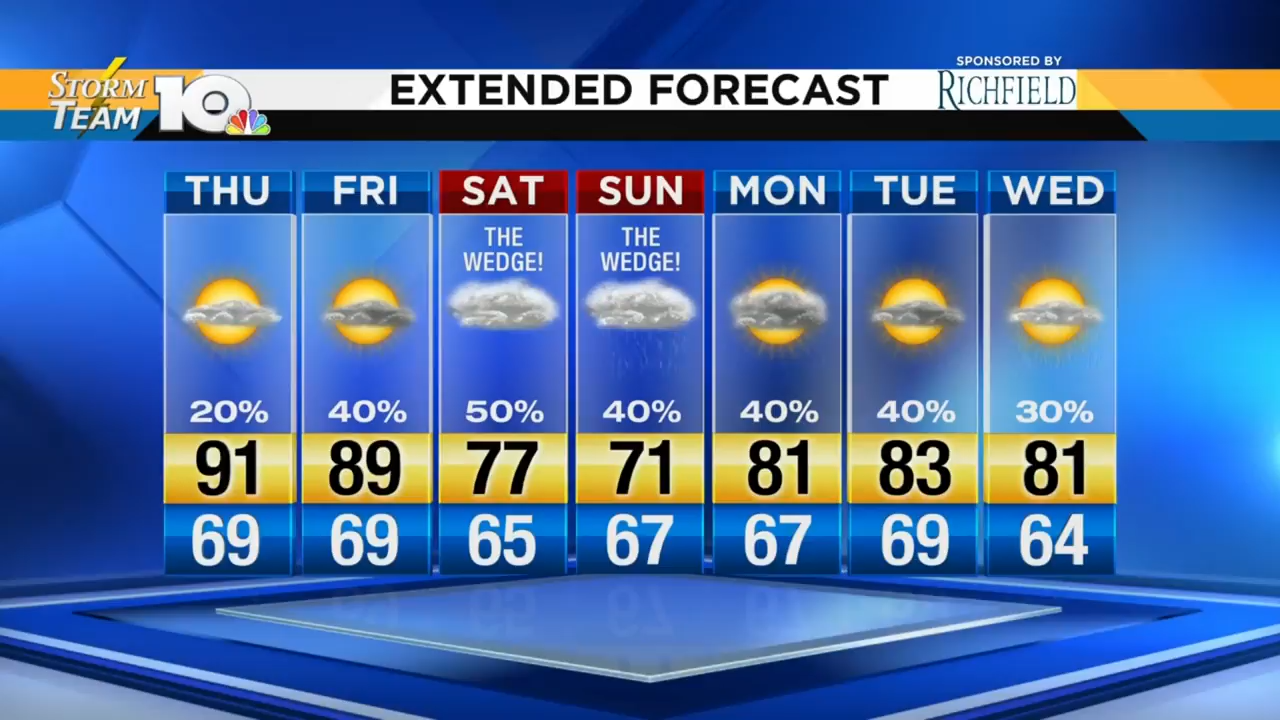 STORM
TEAM 10
EXTENDED FORECAST
SPONSORED BY
RICHFIELD
THU FRI SAT SUN MON TUE WED
THE THE
WEDGE! WEDGE!
20% 40% 50% 40% 40% 40% 30%
91 89 77 71 81 83 81
69 69 65 67 67 69 64